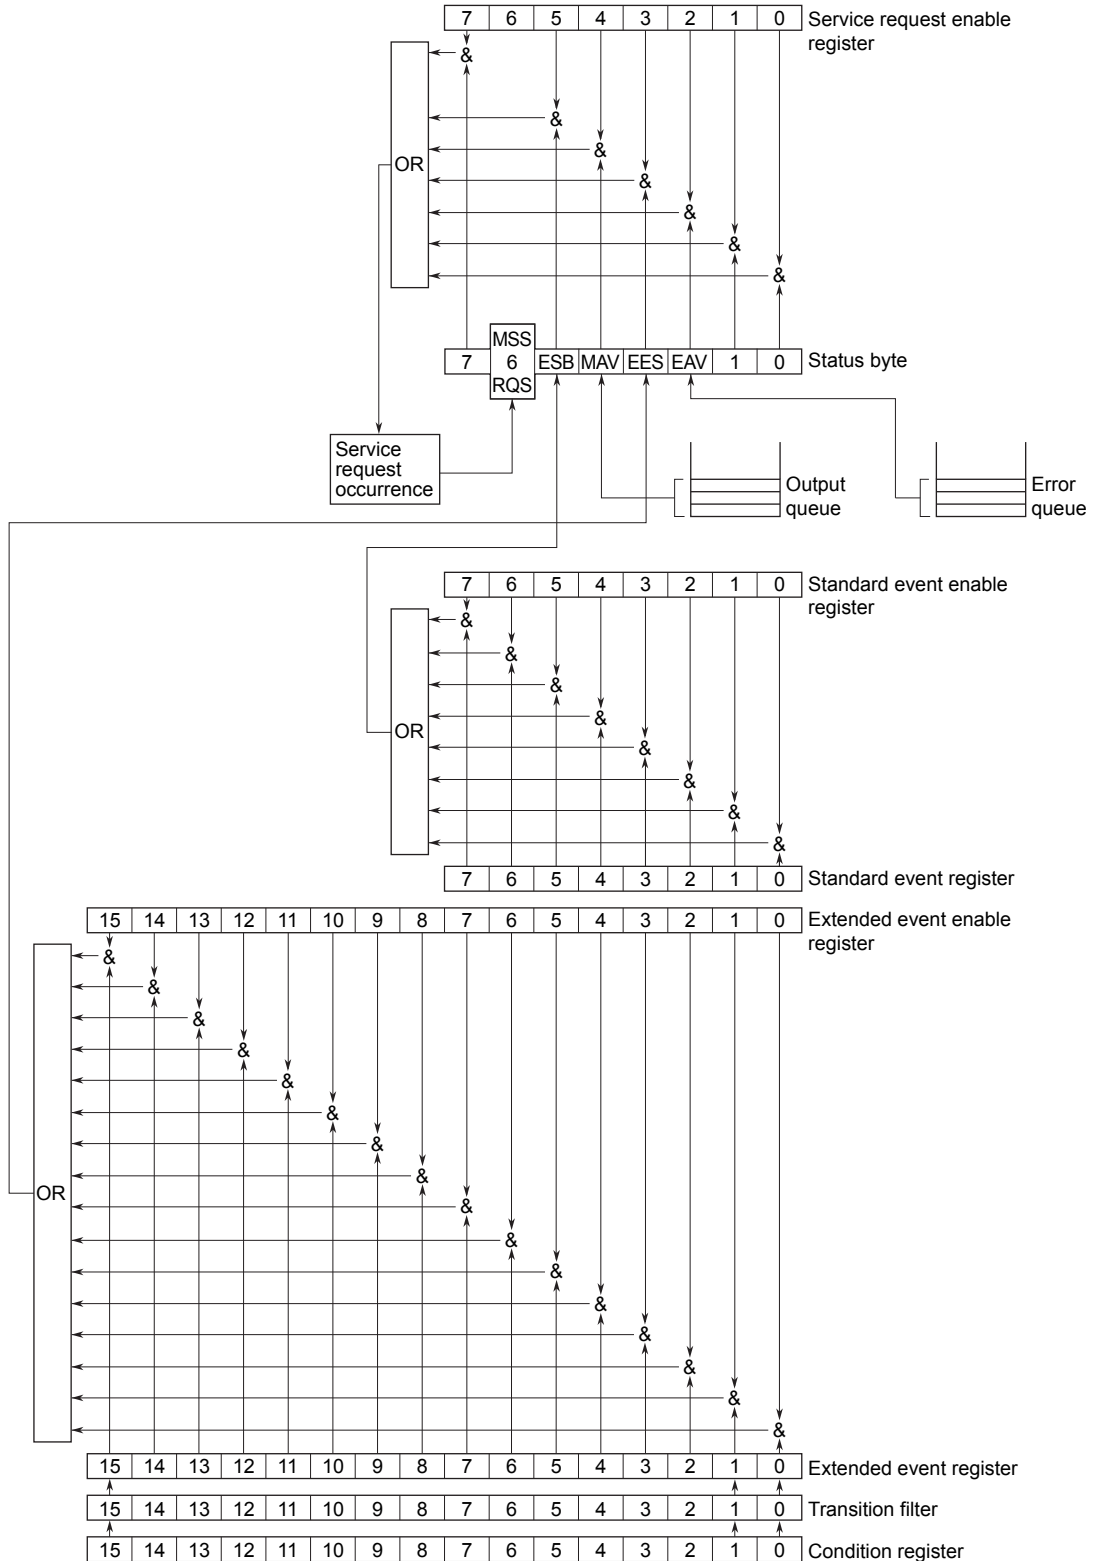 7 6 5 4 3 2 1 0 Service request enable
register
&
&
&
OR
&
&
&
&
MSS
7 6 ESB MAV EES EAV 1 0 Status byte
RQS
Service
request
occurrence
Output
queue
Error
queue
7 6 5 4 3 2 1 0 Standard event enable
register
&
&
&
&
OR
&
&
&
&
7 6 5 4 3 2 1 0 Standard event register
15 14 13 12 11 10 9 8 7 6 5 4 3 2 1 0 Extended event enable
register
&
&
&
&
&
&
&
&
OR
&
&
&
&
&
&
&
&
15 14 13 12 11 10 9 8 7 6 5 4 3 2 1 0 Extended event register
15 14 13 12 11 10 9 8 7 6 5 4 3 2 1 0 Transition filter
15 14 13 12 11 10 9 8 7 6 5 4 3 2 1 0 Condition register